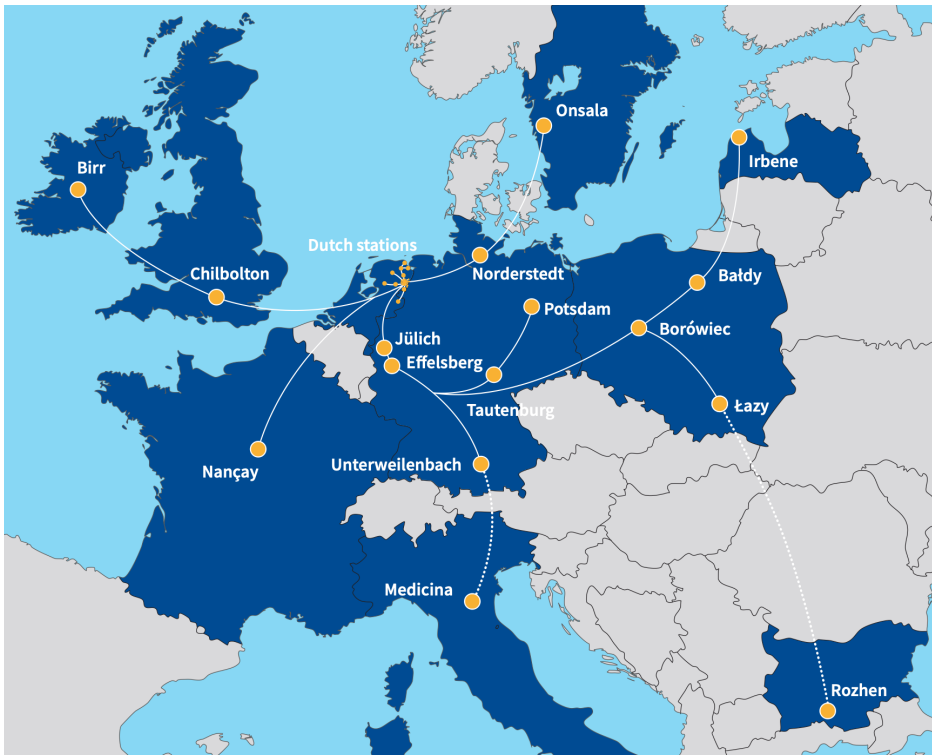 Onsala
Irbene
Birr
Dutch stations
Chilbolton
Norderstedt
Bałdy
Potsdam
Borówiec
Jülich
Effelsberg
Tautenburg
Łazy
Nançay
Unterweilenbach
Medicina
Rozhen